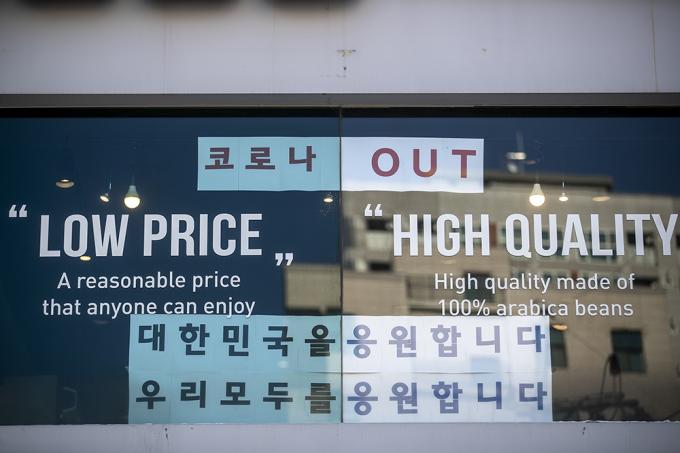 코로나 OUT
“LOW PRICE„
“HIGH QUALITY
A reasonable price
that anyone can enjoy
High quality made of
100% arabica beans
대한민국을 응원합니다
우리모두를 응원합니다